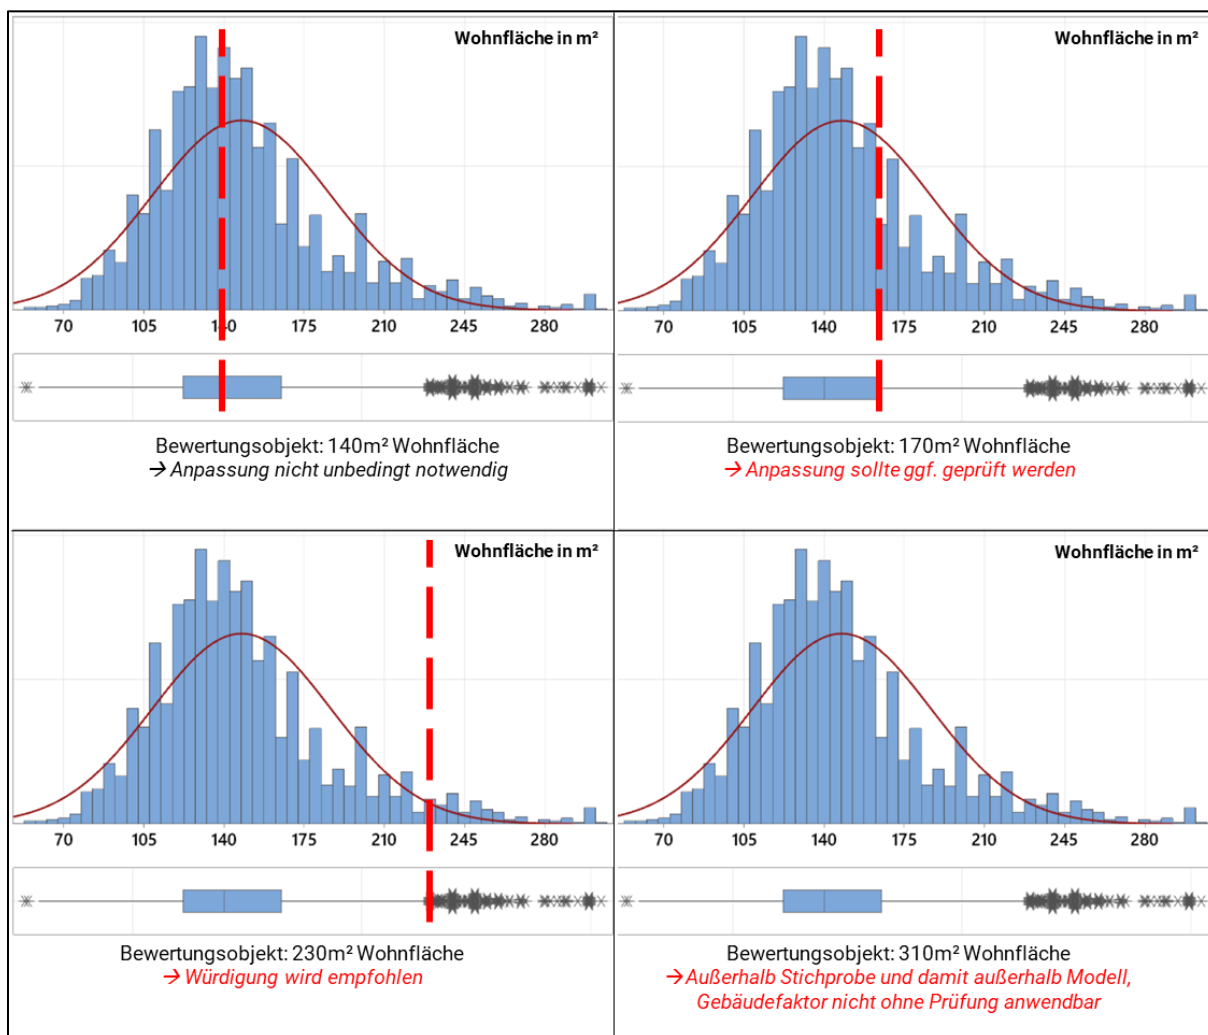 Wohnfläche in m²
70 105 140 175 210 245 280
Bewertungsobjekt: 140m² Wohnfläche
→ Anpassung nicht unbedingt notwendig
Wohnfläche in m²
70 105 140 175 210 245 280
Bewertungsobjekt: 170m² Wohnfläche
→ Anpassung sollte ggf. geprüft werden
Wohnfläche in m²
70 105 140 175 210 245 280
Bewertungsobjekt: 230m² Wohnfläche
→ Würdigung wird empfohlen
Wohnfläche in m²
70 105 140 175 210 245 280
Bewertungsobjekt: 310m² Wohnfläche
→ Außerhalb Stichprobe und damit außerhalb Modell,
Gebäudefaktor nicht ohne Prüfung anwendbar